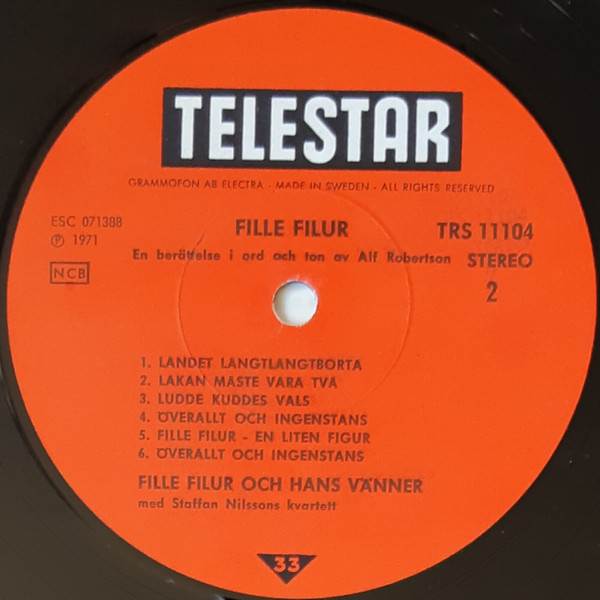 TELESTAR
GRAMMOFON AB ELECTRA - MADE IN SWEDEN - ALL RIGHTS RESERVED
ESC 071388
℗ 1971
NCB
FILLE FILUR
TRS 11104
En berättelse i ord och ton av Alf Robertson
STEREO
2
1. LANDET LANGTLANGTBORTA
2. LAKAN MASTE VARA TVA
3. LUDDE KUDDES VALS
4. ÖVERALLT OCH INGENSTANS
5. FILLE FILUR - EN LITEN FIGUR
6. ÖVERALLT OCH INGENSTANS
FILLE FILUR OCH HANS VÄNNER
med Staffan Nilssons kvartett
33